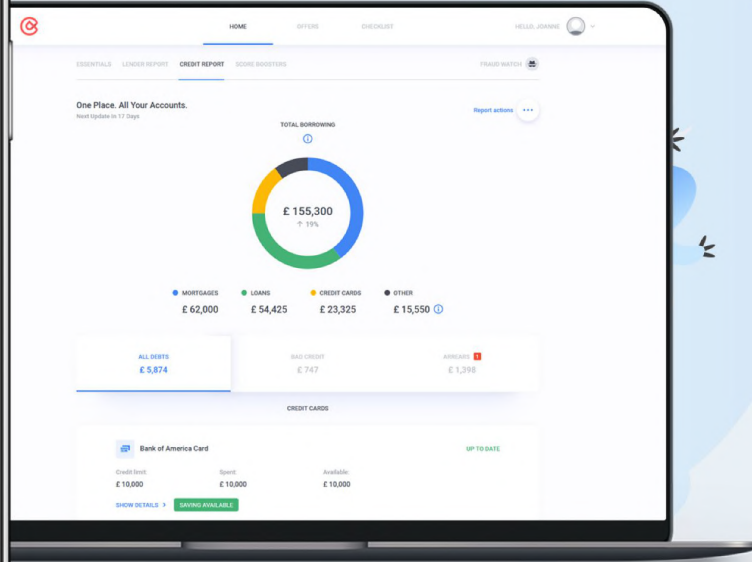 HOME OFFERS CHECKLIST HELLO, JOANNE
ESSENTIALS LENDER REPORT CREDIT REPORT SCORE BOOSTERS FRAUD WATCH
One Place. All Your Accounts.
Next Update in 17 Days
Report actions
TOTAL BORROWING
£ 155,300
↑ 19%
MORTGAGES LOANS CREDIT CARDS OTHER
£ 62,000 £ 54,425 £ 23,325 £ 15,550
ALL DEBTS BAD CREDIT ARREARS
£ 5,874 £ 747 £ 1,398
CREDIT CARDS
Bank of America Card UP TO DATE
Credit limit: Spent: Available:
£ 10,000 £ 10,000 £ 10,000
SHOW DETAILS > SAVING AVAILABLE